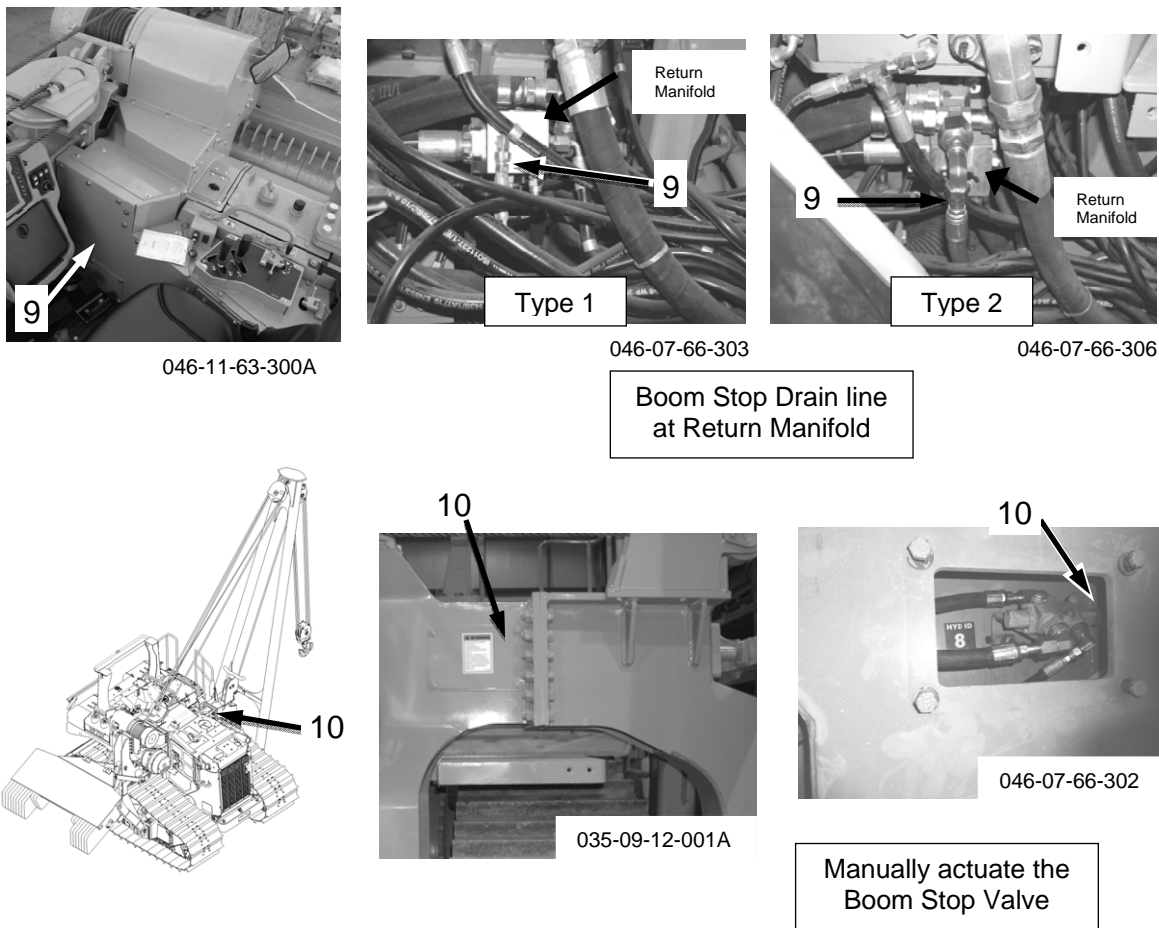 9
046-11-63-300A
Return
Manifold
9
Type 1
046-07-66-303
9
Return
Manifold
Type 2
046-07-66-306
Boom Stop Drain line
at Return Manifold
10
10
035-09-12-001A
10
HYD ID
8
046-07-66-302
Manually actuate the
Boom Stop Valve